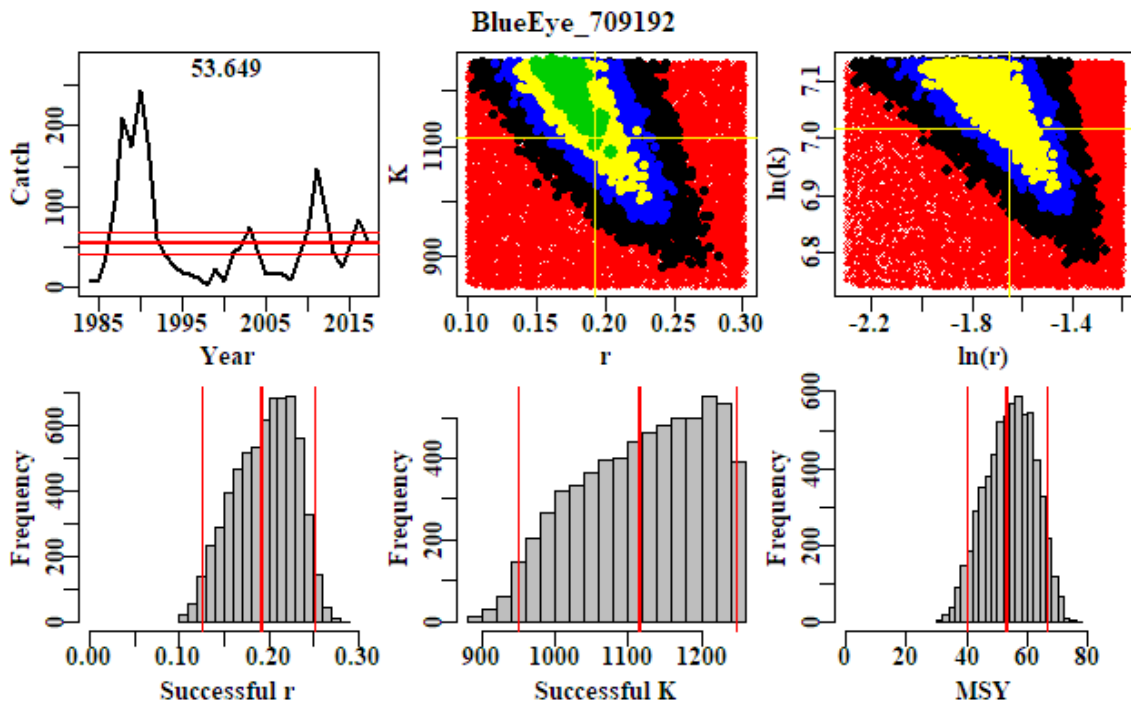 BlueEye_709192
53.649
Catch
0 100 200
1985 1995 2005 2015
Year
K
900 1100
0.10 0.15 0.20 0.25 0.30
r
ln(k)
6.8 6.9 7.0 7.1
-2.2 -1.8 -1.4
ln(r)
Frequency
0 200 400 600
0.00 0.10 0.20 0.30
Successful r
Frequency
0 200 400
900 1000 1100 1200
Successful K
Frequency
0 200 400 600
0 20 40 60 80
MSY